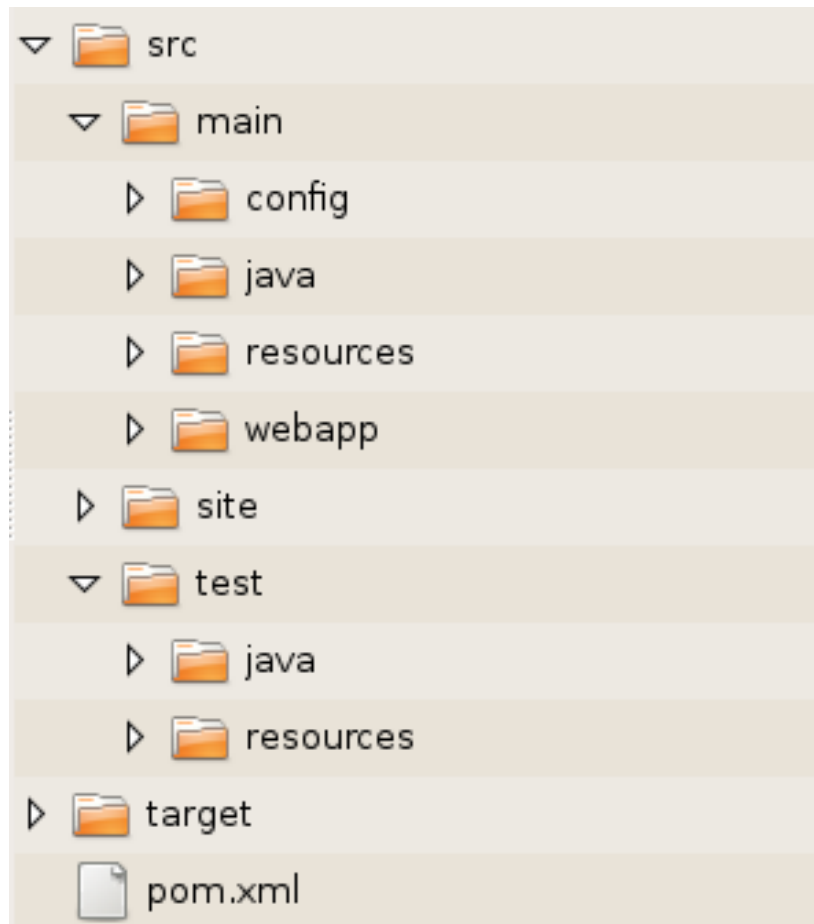 src
main
config
java
resources
webapp
site
test
java
resources
target
pom.xml